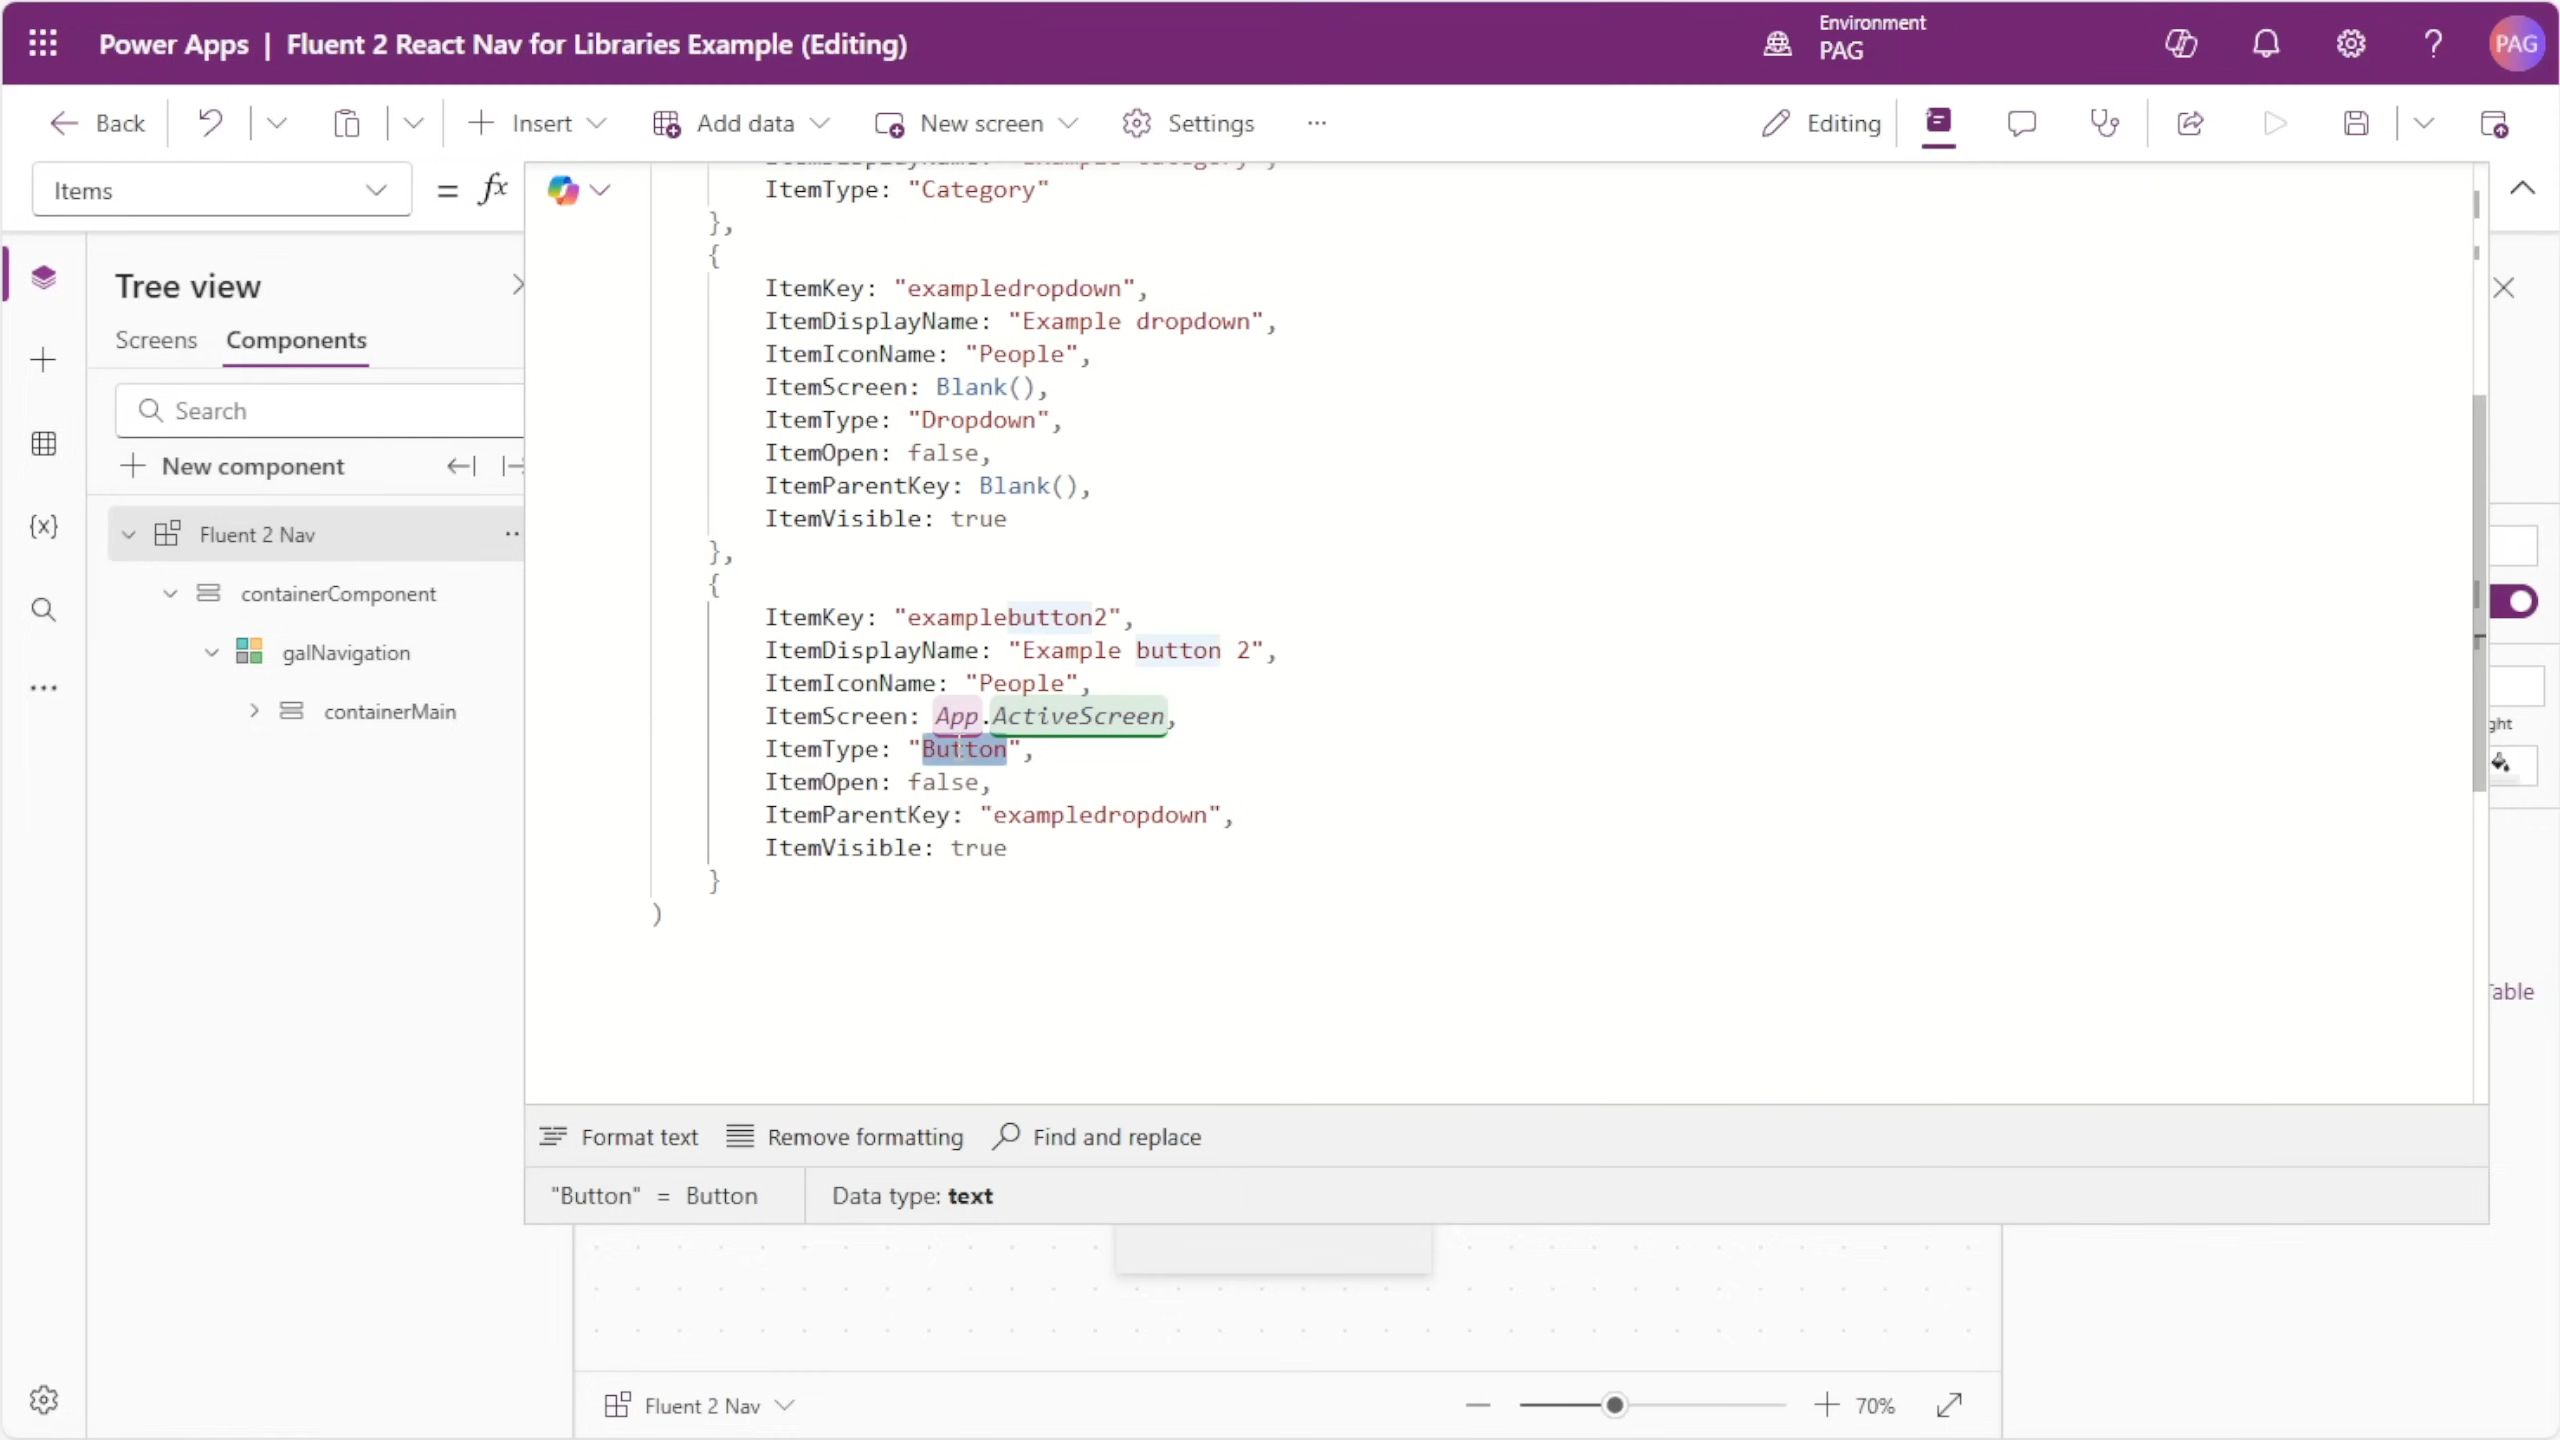 Power Apps | Fluent 2 React Nav for Libraries Example (Editing)
Environment
PAG
PAG
Back
Insert
Add data
New screen
Settings
Editing
Items
= fx
ItemType: "Category"
},
{
ItemKey: "exampledropdown",
ItemDisplayName: "Example dropdown",
ItemIconName: "People",
ItemScreen: Blank(),
ItemType: "Dropdown",
ItemOpen: false,
ItemParentKey: Blank(),
ItemVisible: true
},
{
ItemKey: "examplebutton2",
ItemDisplayName: "Example button 2",
ItemIconName: "People",
ItemScreen: App.ActiveScreen,
ItemType: "Button",
ItemOpen: false,
ItemParentKey: "exampledropdown",
ItemVisible: true
}
)
Tree view
Screens
Components
Search
New component
Fluent 2 Nav
containerComponent
galNavigation
containerMain
Format text
Remove formatting
Find and replace
"Button" = Button
Data type: text
Fluent 2 Nav
70%